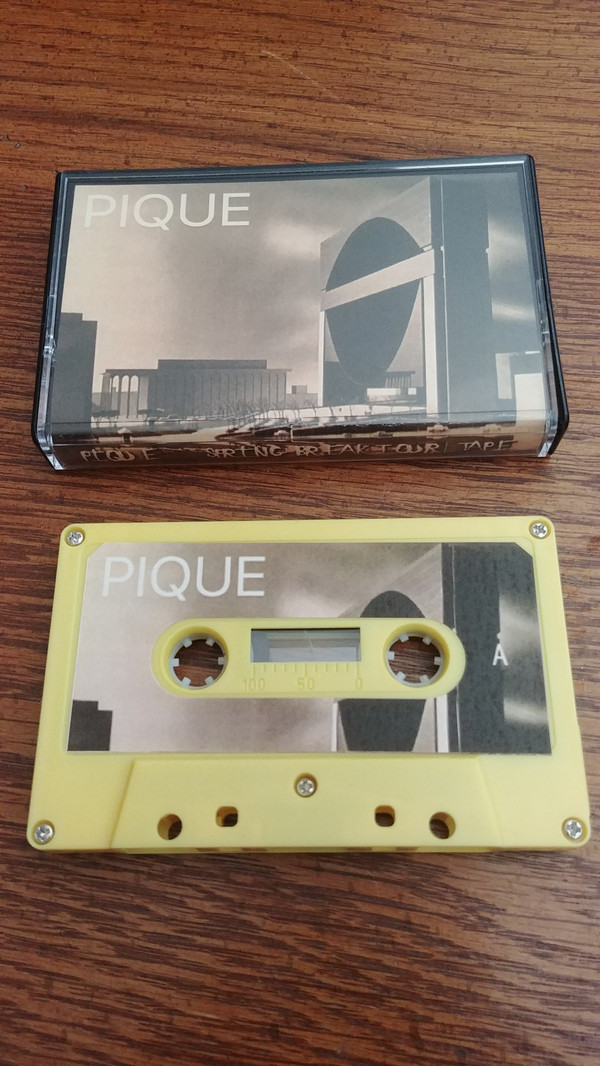 PIQUE
PIQUE SPRING BREAK TOUR TAPE
PIQUE
A
100 50 0